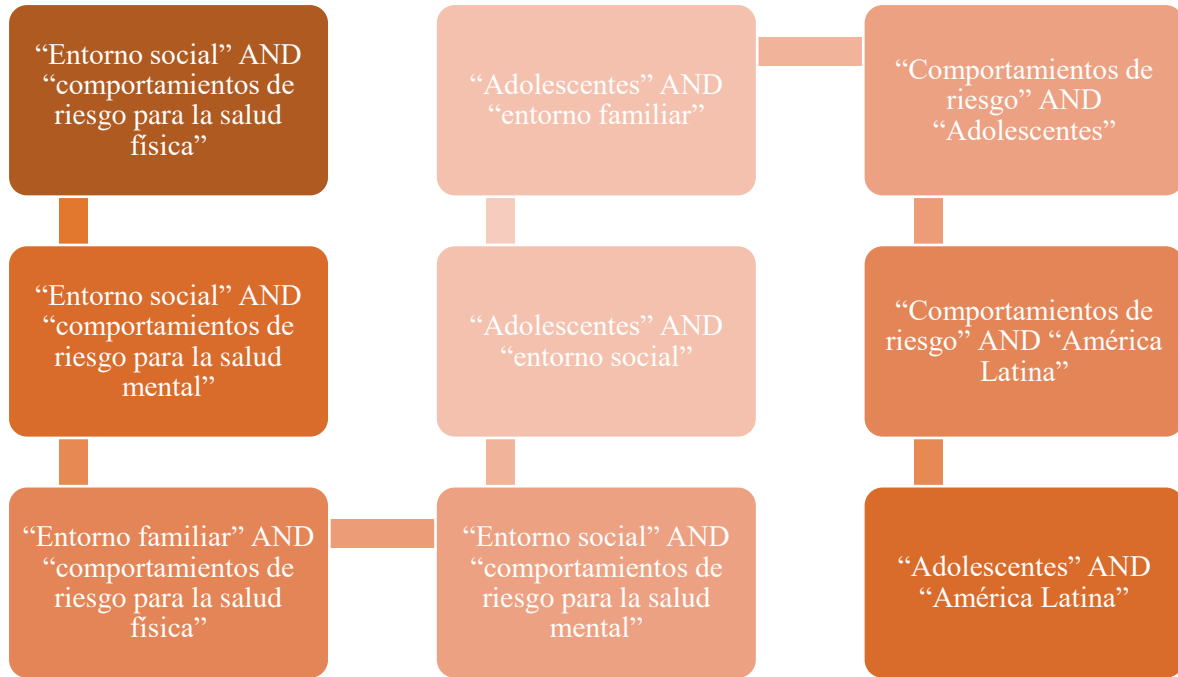 “Entorno social” AND
“comportamientos de
riesgo para la salud
física”
“Entorno social” AND
“comportamientos de
riesgo para la salud
mental”
“Entorno familiar” AND
“comportamientos de
riesgo para la salud
física”
“Entorno social” AND
“comportamientos de
riesgo para la salud
mental”
“Adolescentes” AND
“entorno social”
“Adolescentes” AND
“entorno familiar”
“Comportamientos de
riesgo” AND
“Adolescentes”
“Comportamientos de
riesgo” AND “América
Latina”
“Adolescentes” AND
“América Latina”